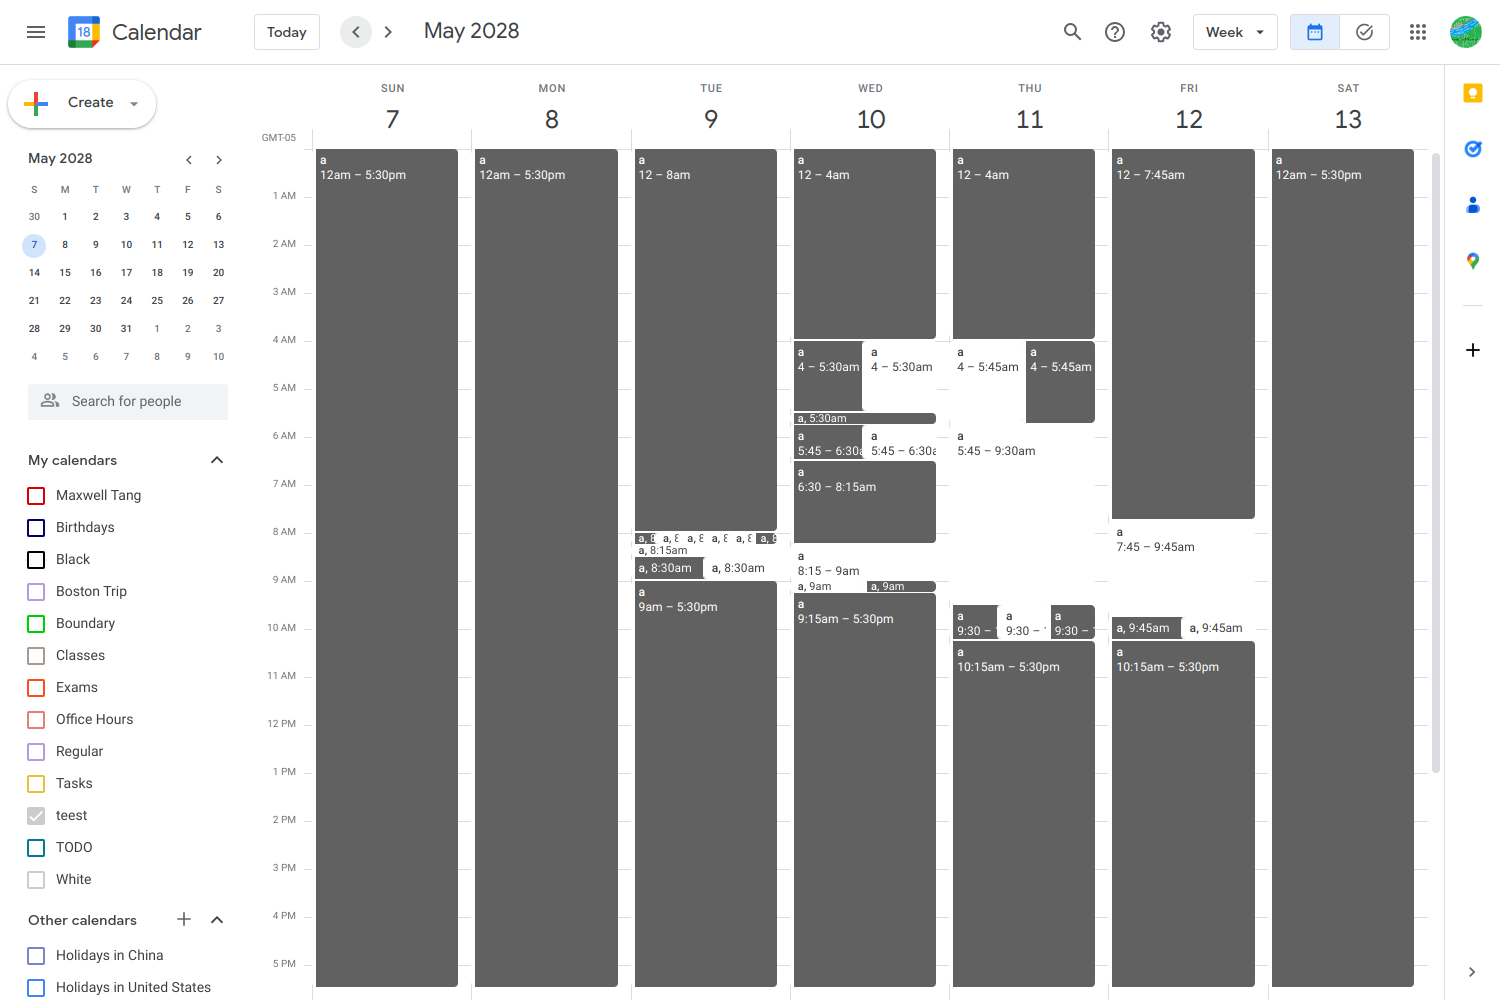 18 Calendar Today May 2028 Week
Create
SUN MON TUE WED THU FRI SAT
7 8 9 10 11 12 13
GMT-05
May 2028
S M T W T F S
30 1 2 3 4 5 6
7 8 9 10 11 12 13
14 15 16 17 18 19 20
21 22 23 24 25 26 27
28 29 30 31 1 2 3
4 5 6 7 8 9 10
Search for people
My calendars
Maxwell Tang
Birthdays
Black
Boston Trip
Boundary
Classes
Exams
Office Hours
Regular
Tasks
teest
TODO
White
Other calendars
Holidays in China
Holidays in United States
1 AM
2 AM
3 AM
4 AM
5 AM
6 AM
7 AM
8 AM
9 AM
10 AM
11 AM
12 PM
1 PM
2 PM
3 PM
4 PM
5 PM
a
12am – 5:30pm
a
12am – 5:30pm
a
12 – 8am
a, 8
a, 8
a, 8
a, 8
a, 8
a, 8
a, 8:15am
a, 8:30am
a, 8:30am
a
9am – 5:30pm
a
12 – 4am
a
4 – 5:30am
a
4 – 5:30am
a, 5:30am
a
5:45 – 6:30a
a
5:45 – 6:30a
a
6:30 – 8:15am
a
8:15 – 9am
a, 9am
a, 9am
a
9:15am – 5:30pm
a
12 – 4am
a
4 – 5:45am
a
4 – 5:45am
a
5:45 – 9:30am
a
9:30 –
a
9:30 –
a
9:30 –
a
10:15am – 5:30pm
a
12 – 7:45am
a
7:45 – 9:45am
a, 9:45am
a, 9:45am
a
10:15am – 5:30pm
a
12am – 5:30pm